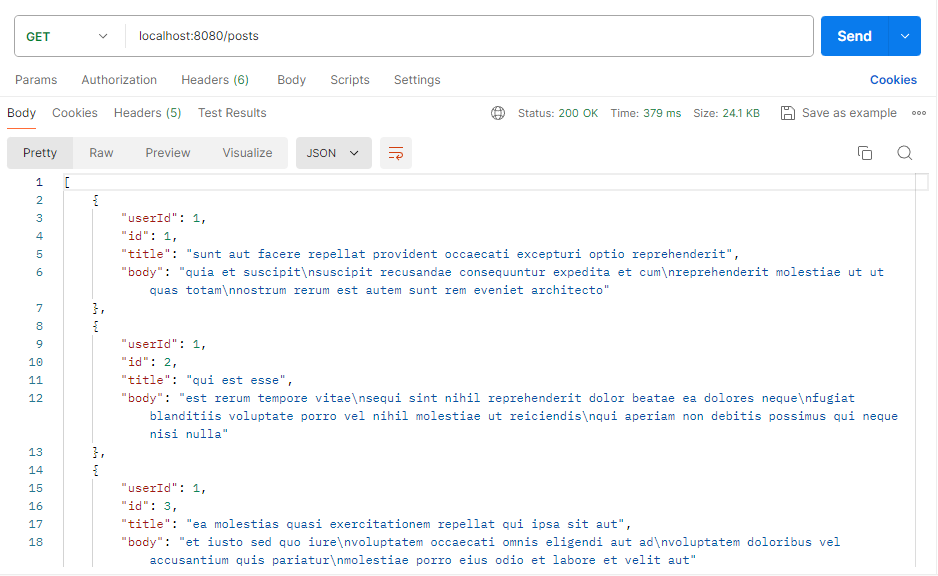 GET localhost:8080/posts Send
Params Authorization Headers (6) Body Scripts Settings Cookies
Body Cookies Headers (5) Test Results Status: 200 OK Time: 379 ms Size: 24.1 KB Save as example
Pretty Raw Preview Visualize JSON
1 [
2 {
3 "userId": 1,
4 "id": 1,
5 "title": "sunt aut facere repellat provident occaecati excepturi optio reprehenderit",
6 "body": "quia et suscipit\nsuscipit recusandae consequuntur expedita et cum\nreprehenderit molestiae ut ut
quas totam\nnostrum rerum est autem sunt rem eveniet architecto"
7 },
8 {
9 "userId": 1,
10 "id": 2,
11 "title": "qui est esse",
12 "body": "est rerum tempore vitae\nsequi sint nihil reprehenderit dolor beatae ea dolores neque\nfugiat
blanditiis voluptate porro vel nihil molestiae ut reiciendis\nqui aperiam non debitis possimus qui neque
nisi nulla"
13 },
14 {
15 "userId": 1,
16 "id": 3,
17 "title": "ea molestias quasi exercitationem repellat qui ipsa sit aut",
18 "body": "et iusto sed quo iure\nvoluptatem occaecati omnis eligendi aut ad\nvoluptatem doloribus vel
accusantium quis pariatur\nmolestiae porro eius odio et labore et velit aut"